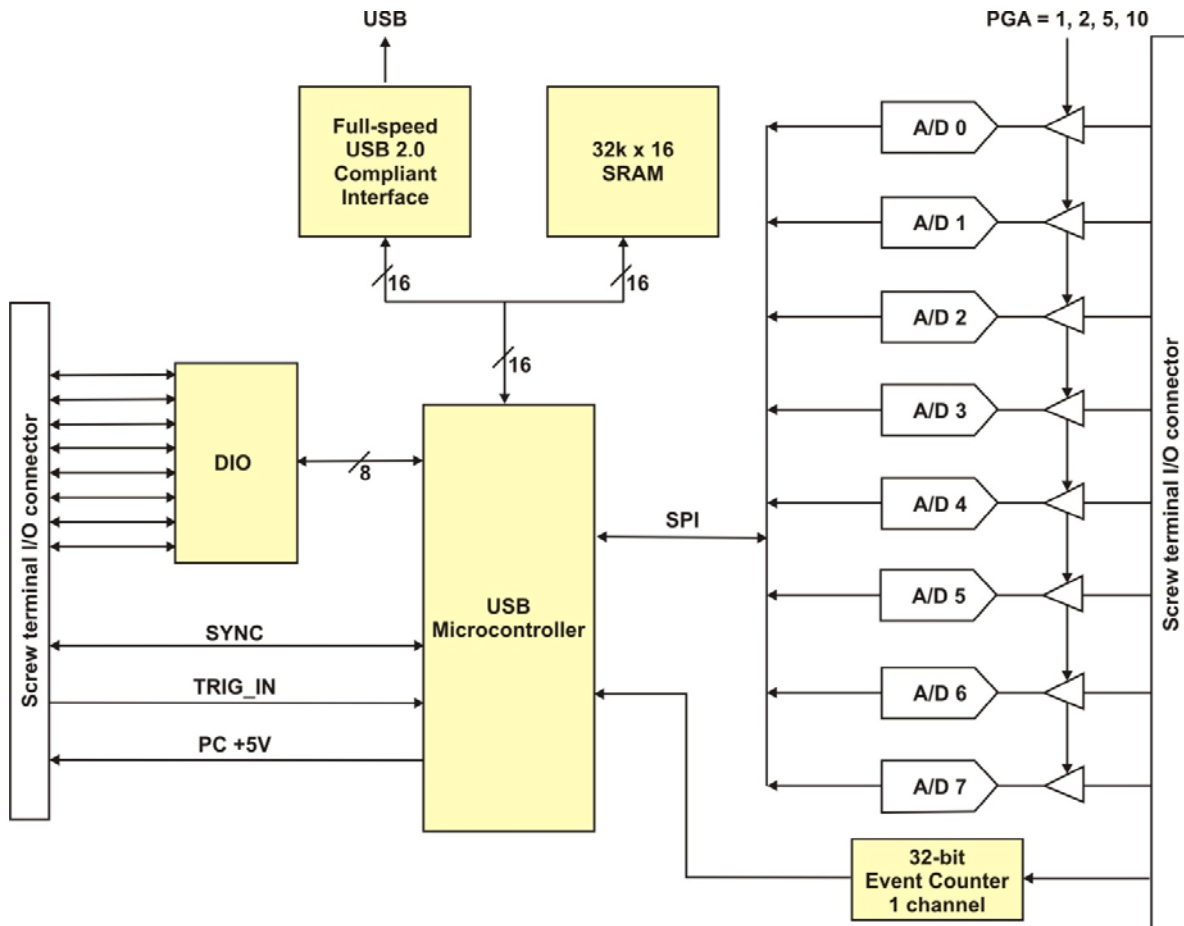 USB
PGA = 1, 2, 5, 10
Full-speed
USB 2.0
Compliant
Interface
32k x 16
SRAM
16
16
16
A/D 0
A/D 1
A/D 2
A/D 3
A/D 4
A/D 5
A/D 6
A/D 7
Screw terminal I/O connector
DIO
8
SPI
USB
Microcontroller
SYNC
TRIG_IN
PC +5V
32-bit
Event Counter
1 channel
Screw terminal I/O connector